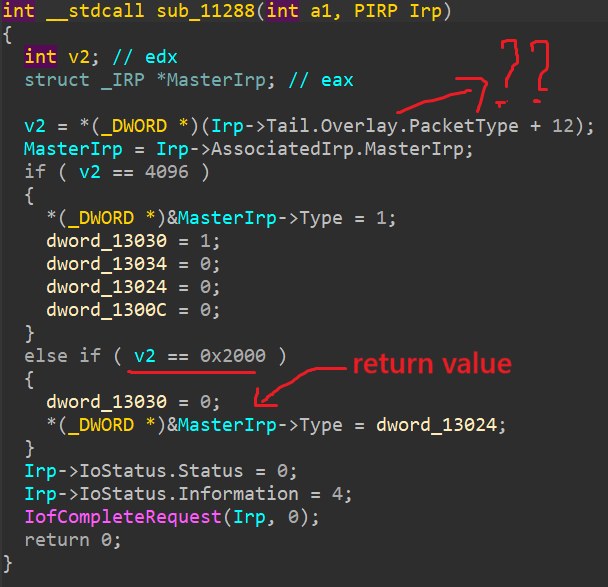 int __stdcall sub_11288(int a1, PIRP Irp)
{
  int v2; // edx
  struct _IRP *MasterIrp; // eax
??
  v2 = *(_DWORD *)(Irp->Tail.Overlay.PacketType + 12);
  MasterIrp = Irp->AssociatedIrp.MasterIrp;
  if ( v2 == 4096 )
  {
    *(_DWORD *)&MasterIrp->Type = 1;
    dword_13030 = 1;
    dword_13034 = 0;
    dword_13024 = 0;
    dword_1300C = 0;
  }
  else if ( v2 == 0x2000 )
return value
  {
    dword_13030 = 0;
    *(_DWORD *)&MasterIrp->Type = dword_13024;
  }
  Irp->IoStatus.Status = 0;
  Irp->IoStatus.Information = 4;
  IofCompleteRequest(Irp, 0);
  return 0;
}